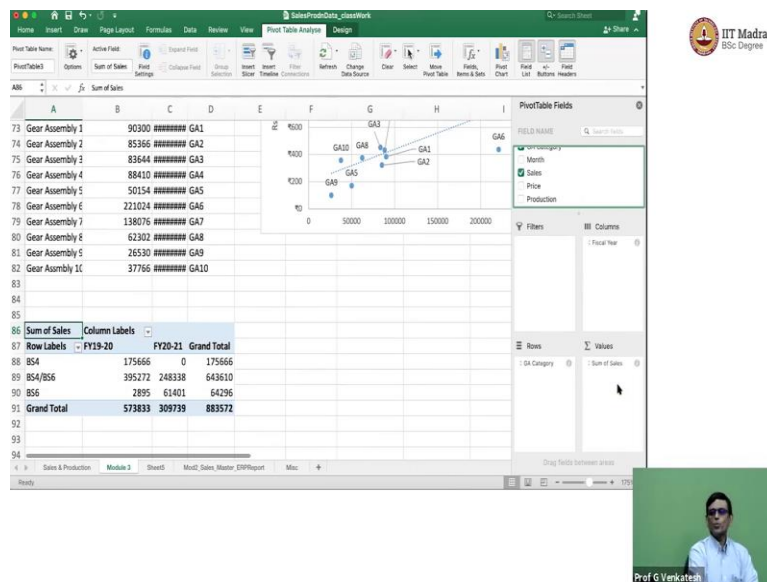 SalesProdnData_classWork
Search Sheet
Home Insert Draw Page Layout Formulas Data Review View Pivot Table Analyse Design Share
Pivot Table Name: Active Field: Expand Field
PivotTable3 Options Sum of Sales Field Settings Collapse Field Group Selection Insert Slicer Insert Timeline Filter Connections Refresh Change Data Source Clear Select Move Pivot Table Fields, Items & Sets Pivot Chart Field List +/- Buttons Field Headers
A86 fx Sum of Sales
A B C D E F G H I
73 Gear Assembly 1 90300 ######## GA1
74 Gear Assembly 2 85366 ######## GA2
75 Gear Assembly 3 83644 ######## GA3
76 Gear Assembly 4 88410 ######## GA4
77 Gear Assembly 5 50154 ######## GA5
78 Gear Assembly 6 221024 ######## GA6
79 Gear Assembly 7 138076 ######## GA7
80 Gear Assembly 8 62302 ######## GA8
81 Gear Assembly 9 26530 ######## GA9
82 Gear Assmbly 10 37766 ######## GA10
83
84
85
86 Sum of Sales Column Labels
87 Row Labels FY19-20 FY20-21 Grand Total
88 BS4 175666 0 175666
89 BS4/BS6 395272 248338 643610
90 BS6 2895 61401 64296
91 Grand Total 573833 309739 883572
92
93
94
Rs
₹600
₹400
₹200
₹0
GA3
GA6
GA10 GA8 GA1
GA2
GA5
GA9
0 50000 100000 150000 200000
PivotTable Fields
FIELD NAME Search fields
GA Category
Month
Sales
Price
Production
Filters Columns
Fiscal Year
Rows Values
GA Category Sum of Sales
Drag fields between areas
Sales & Production Module 3 Sheet5 Mod2_Sales_Master_ERPReport Misc +
Ready
IIT Madra
BSc Degree
Prof G Venkatesh